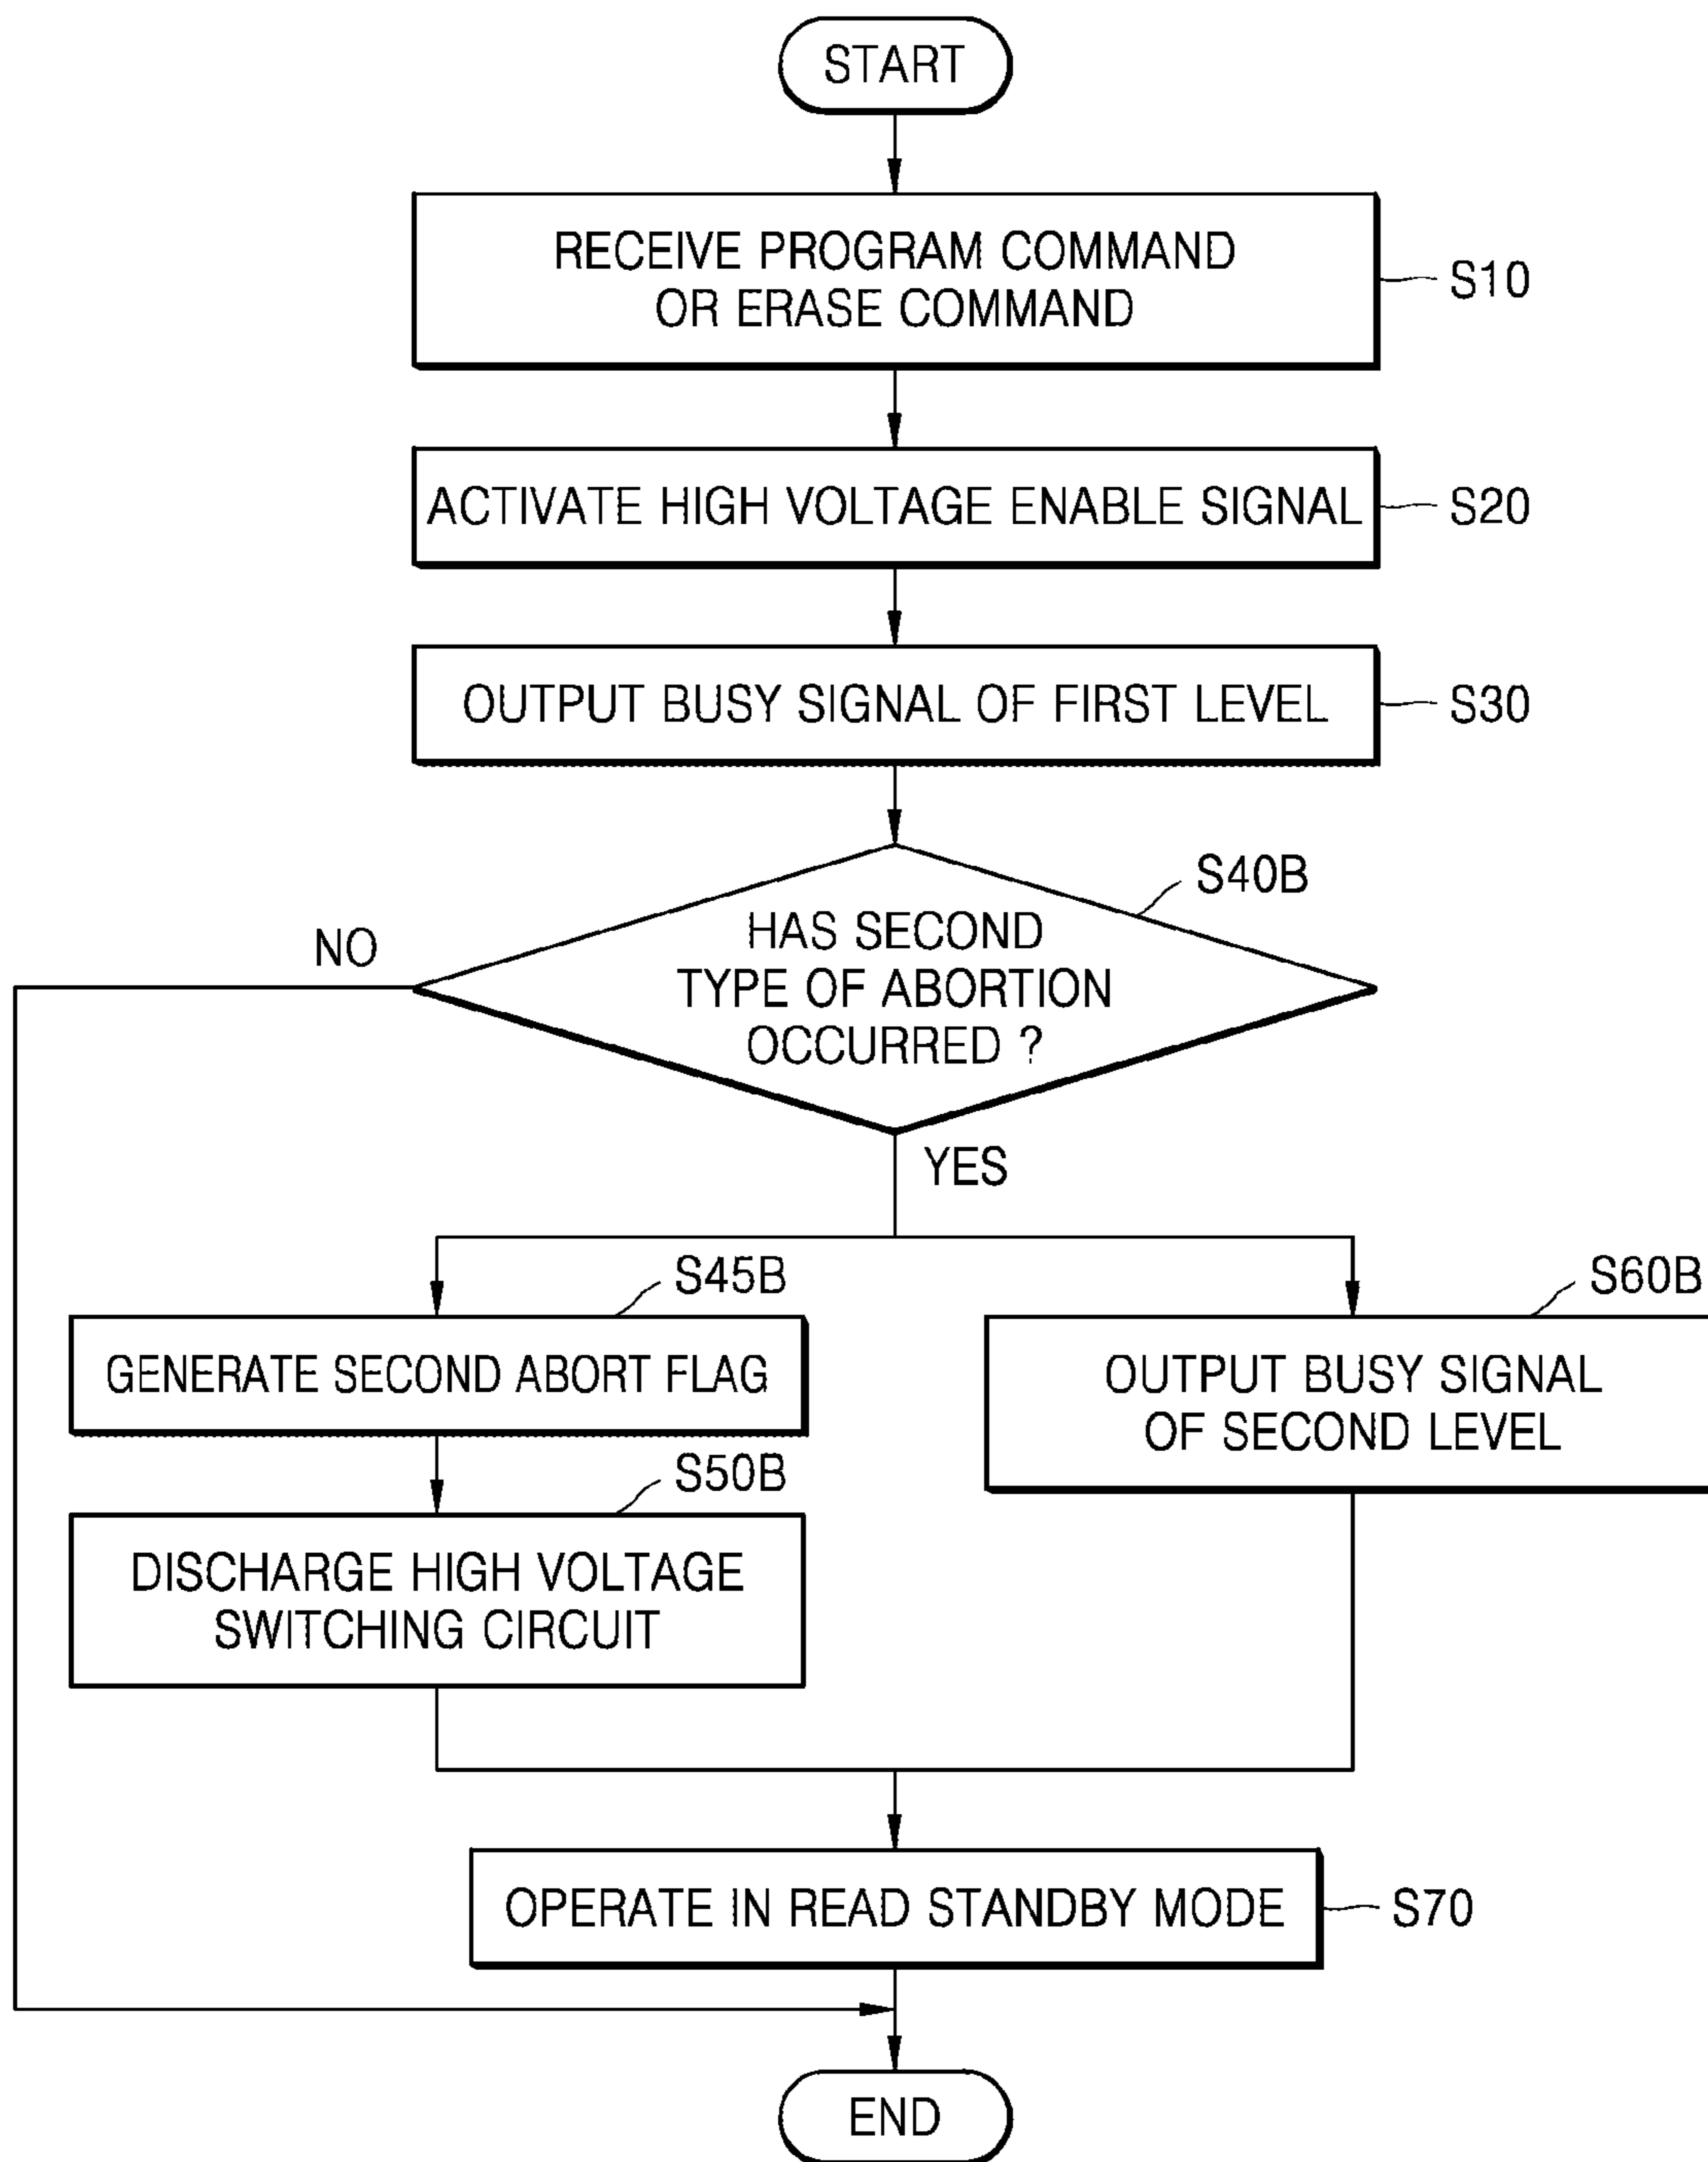 START
RECEIVE PROGRAM COMMAND
OR ERASE COMMAND
S10
ACTIVATE HIGH VOLTAGE ENABLE SIGNAL
S20
OUTPUT BUSY SIGNAL OF FIRST LEVEL
S30
S40B
HAS SECOND
TYPE OF ABORTION
OCCURRED ?
NO
YES
S45B
GENERATE SECOND ABORT FLAG
S50B
DISCHARGE HIGH VOLTAGE
SWITCHING CIRCUIT
S60B
OUTPUT BUSY SIGNAL
OF SECOND LEVEL
OPERATE IN READ STANDBY MODE
S70
END